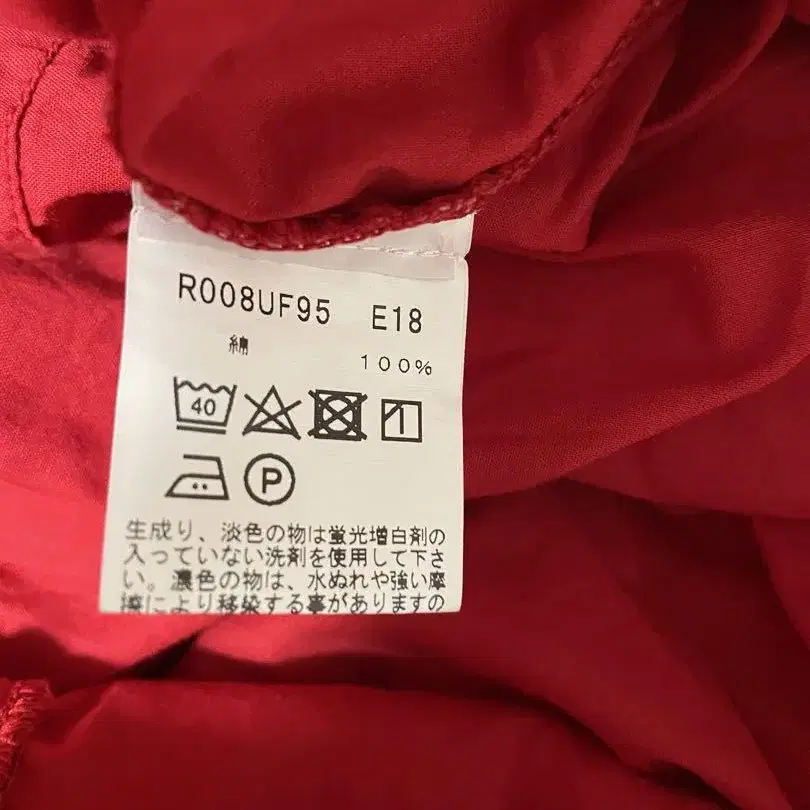 R008UF95 E18
綿 100%
40
P
生成り、淡色の物は蛍光増白剤の
入っていない洗剤を使用して下さ
い。濃色の物は、水ぬれや強い摩
擦により移染する事がありますの